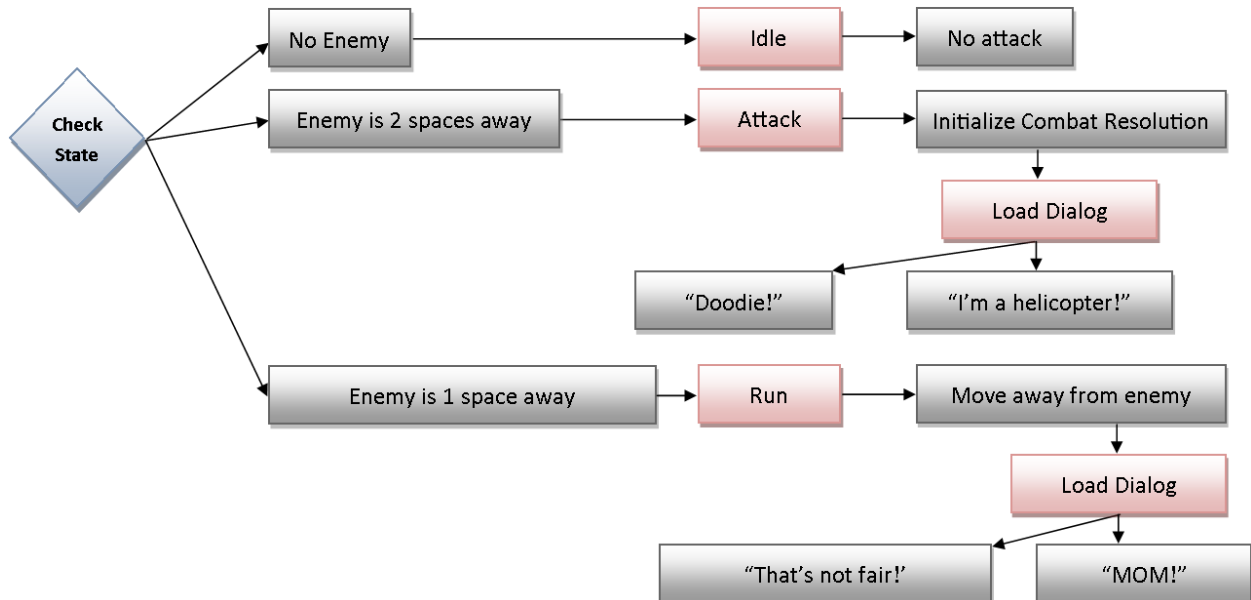 No Enemy
Idle
No attack
Check
State
Enemy is 2 spaces away
Attack
Initialize Combat Resolution
Load Dialog
“Doodie!”
“I’m a helicopter!”
Enemy is 1 space away
Run
Move away from enemy
Load Dialog
“That’s not fair!’
“MOM!”